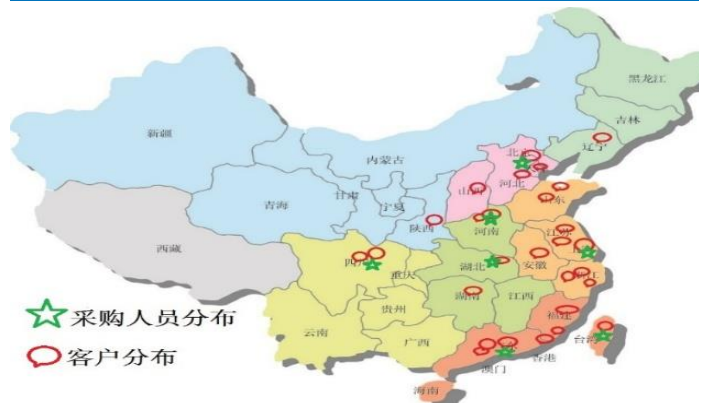 黑龙江
吉林
辽宁
新疆
内蒙古
北京
河北
山西
山东
甘肃
宁夏
青海
陕西
河南
江苏
西藏
四川
重庆
湖北
安徽
浙江
湖南
江西
贵州
福建
云南
广西
台湾
香港
澳门
海南
采购人员分布
客户分布